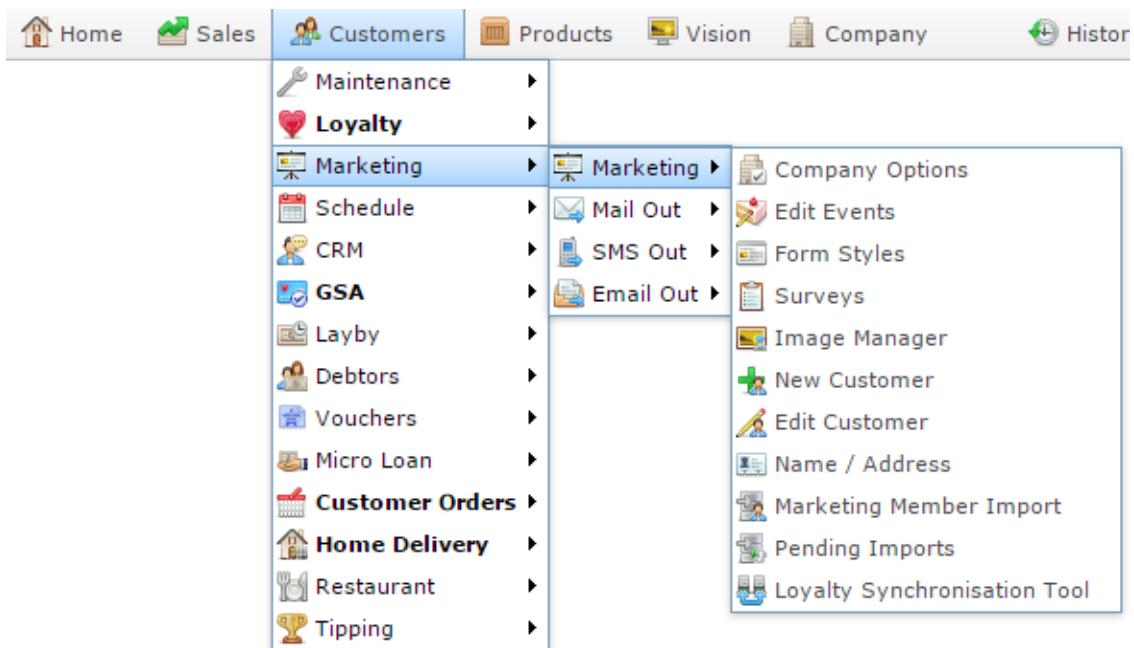 Home Sales Customers Products Vision Company Histor
Maintenance
Loyalty
Marketing
Schedule
CRM
GSA
Layby
Debtors
Vouchers
Micro Loan
Customer Orders
Home Delivery
Restaurant
Tipping
Marketing
Mail Out
SMS Out
Email Out
Company Options
Edit Events
Form Styles
Surveys
Image Manager
New Customer
Edit Customer
Name / Address
Marketing Member Import
Pending Imports
Loyalty Synchronisation Tool